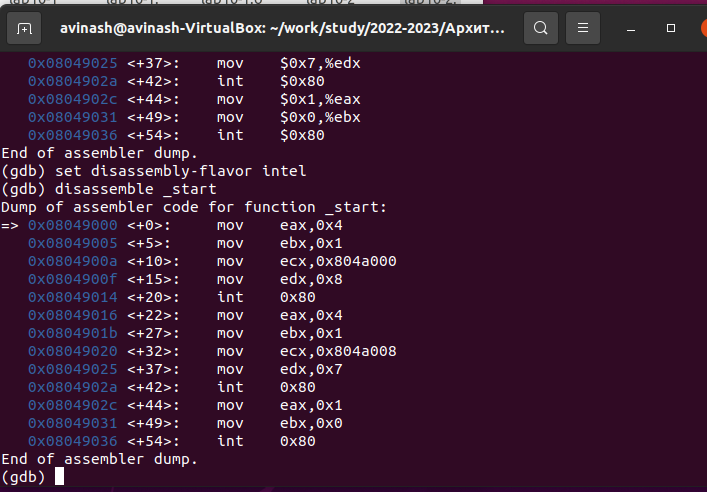 avinash@avinash-VirtualBox: ~/work/study/2022-2023/Архит...
0x08049025 <+37>: mov $0x7,%edx
0x0804902a <+42>: int $0x80
0x0804902c <+44>: mov $0x1,%eax
0x08049031 <+49>: mov $0x0,%ebx
0x08049036 <+54>: int $0x80
End of assembler dump.
(gdb) set disassembly-flavor intel
(gdb) disassemble _start
Dump of assembler code for function _start:
=> 0x08049000 <+0>: mov eax,0x4
0x08049005 <+5>: mov ebx,0x1
0x0804900a <+10>: mov ecx,0x804a000
0x0804900f <+15>: mov edx,0x8
0x08049014 <+20>: int 0x80
0x08049016 <+22>: mov eax,0x4
0x0804901b <+27>: mov ebx,0x1
0x08049020 <+32>: mov ecx,0x804a008
0x08049025 <+37>: mov edx,0x7
0x0804902a <+42>: int 0x80
0x0804902c <+44>: mov eax,0x1
0x08049031 <+49>: mov ebx,0x0
0x08049036 <+54>: int 0x80
End of assembler dump.
(gdb)